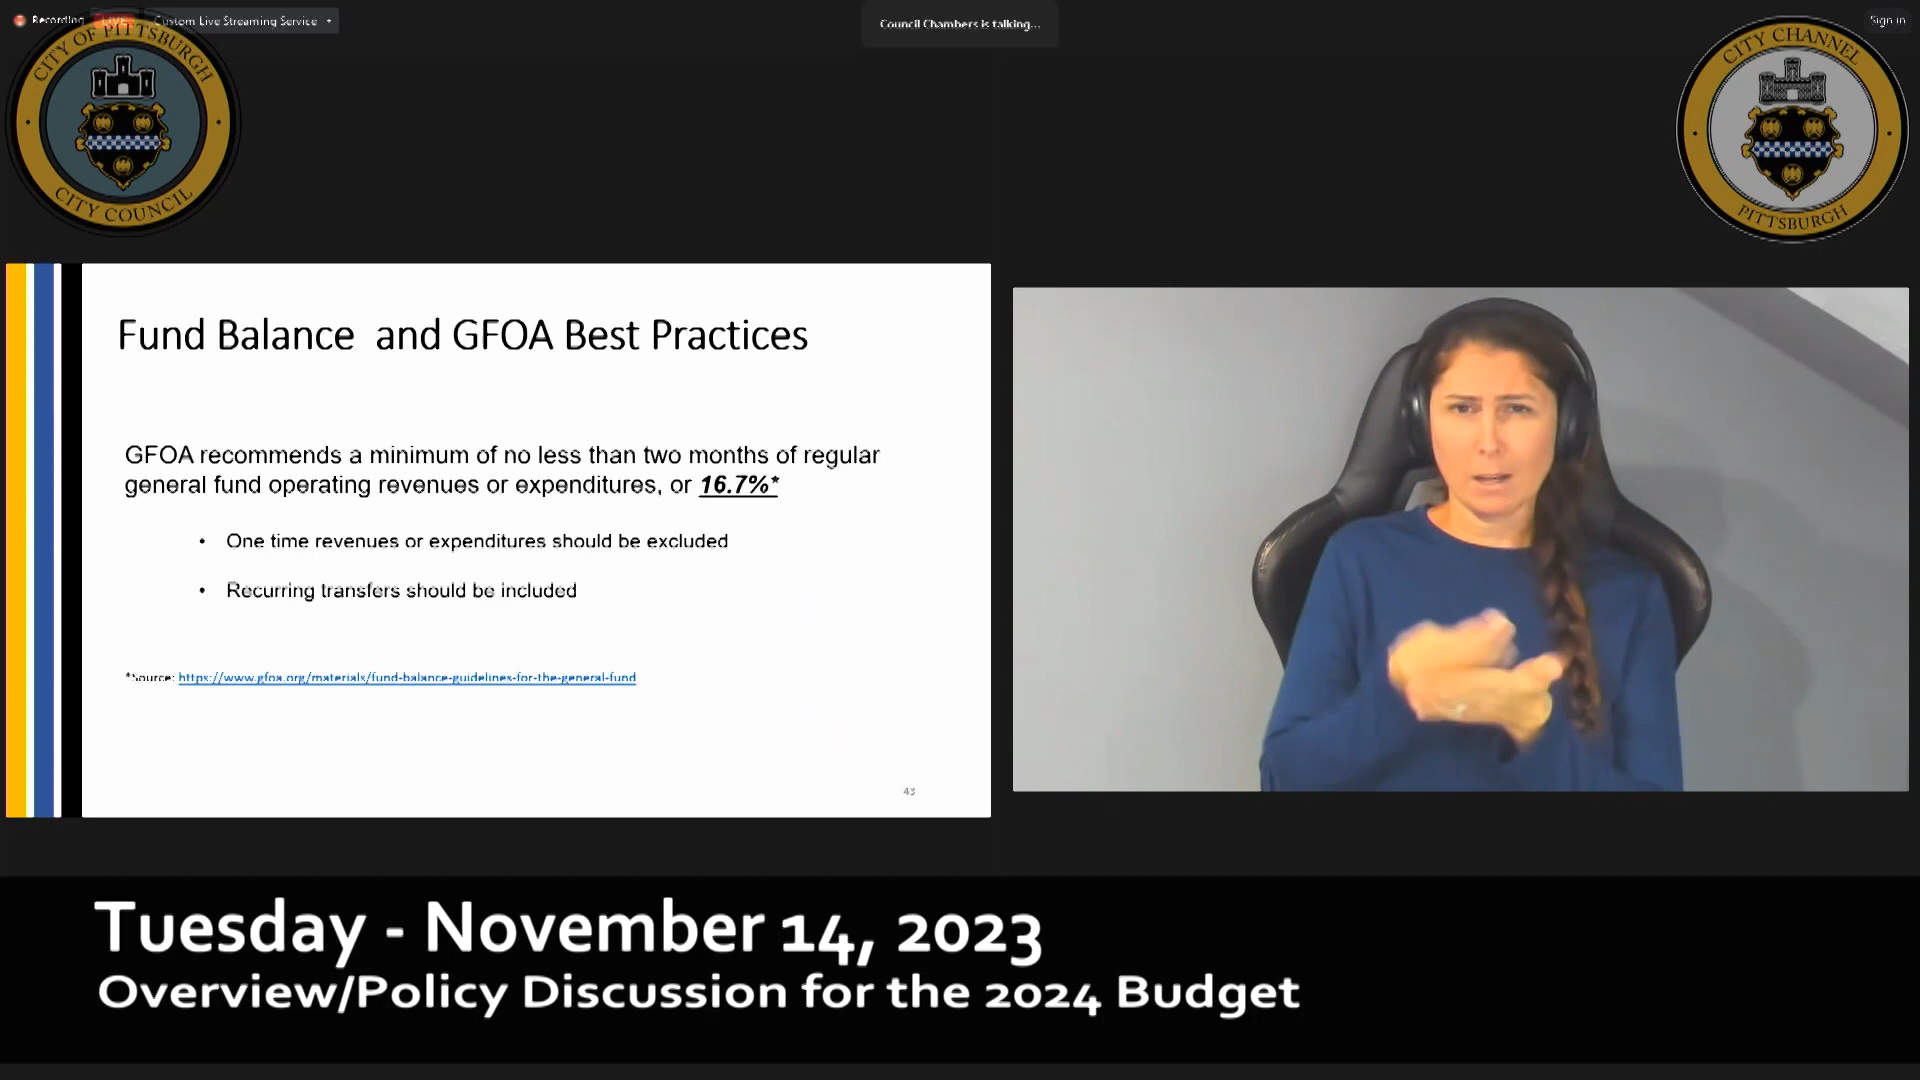 Recording
LIVE
Custom Live Streaming Service
Council Chambers is talking...
Sign in
CITY OF PITTSBURGH
CITY COUNCIL
CITY CHANNEL
PITTSBURGH
Fund Balance and GFOA Best Practices
GFOA recommends a minimum of no less than two months of regular
general fund operating revenues or expenditures, or 16.7%*
• One time revenues or expenditures should be excluded
• Recurring transfers should be included
*Source: https://www.gfoa.org/materials/fund-balance-guidelines-for-the-general-fund
43
Tuesday - November 14, 2023
Overview/Policy Discussion for the 2024 Budget